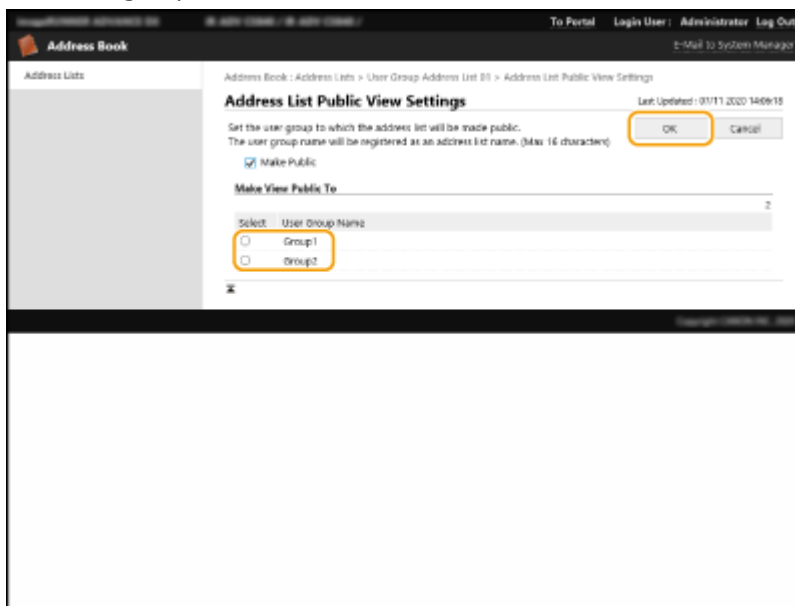 To Portal Login User : Administrator Log Out
Address Book
E-Mail to System Manager
Address Lists
Address Book : Address Lists > User Group Address List 01 > Address List Public View Settings
Address List Public View Settings
Last Updated : 01/11 2020 14:09:18
Set the user group to which the address list will be made public.
The user group name will be registered as an address list name. (Max 16 characters)
OK Cancel
Make Public
Make View Public To
2
Select User Group Name
Group1
Group2